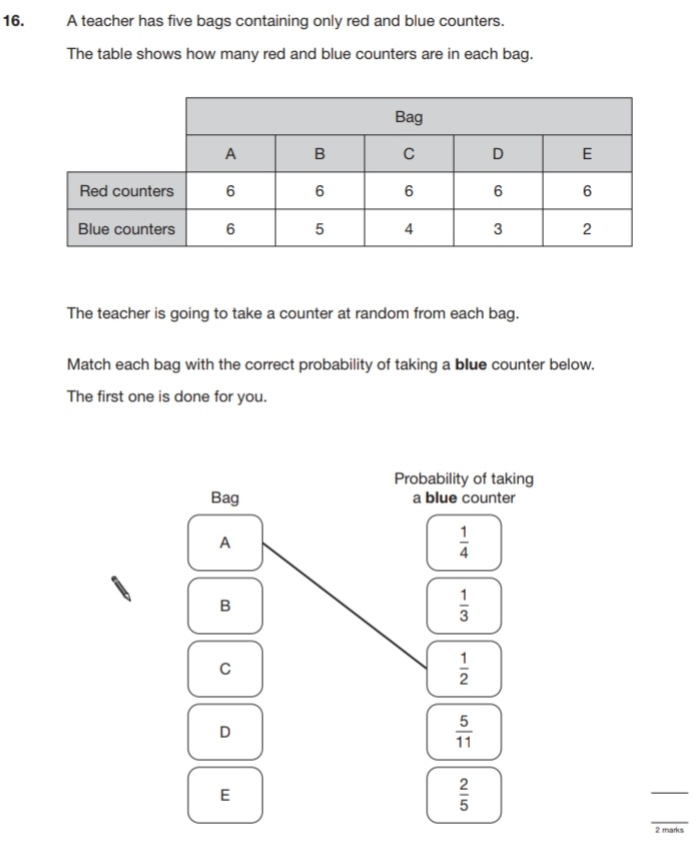 16. A teacher has five bags containing only red and blue counters.
The table shows how many red and blue counters are in each bag.
Bag
A B C D E
Red counters 6 6 6 6 6
Blue counters 6 5 4 3 2
The teacher is going to take a counter at random from each bag.
Match each bag with the correct probability of taking a blue counter below.
The first one is done for you.
Probability of taking
Bag a blue counter
A 1/4
B 1/3
C 1/2
D 5/11
E 2/5
2 marks